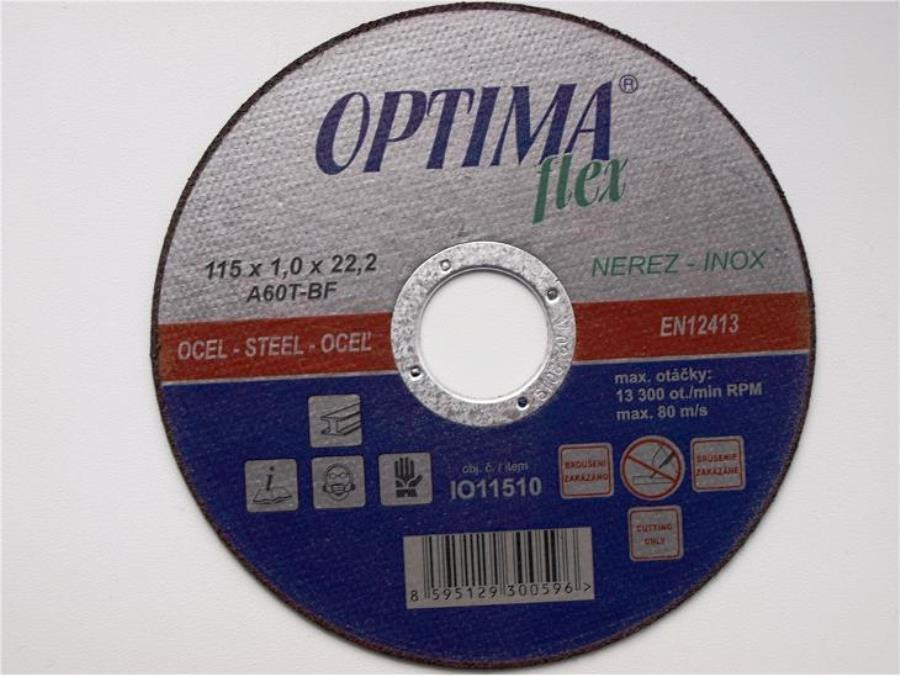 OPTIMA®
flex
115 x 1,0 x 22,2
A60T-BF
NEREZ - INOX
OCEL - STEEL - OCEĽ
EN12413
max. otáčky:
13 300 ot./min RPM
max. 80 m/s
obj. č. / item
IO11510
BROUŠENÍ
ZAKÁZÁNO
BRÚSENIE
ZAKÁZANÉ
CUTTING
ONLY
i
8 595129 300596 >